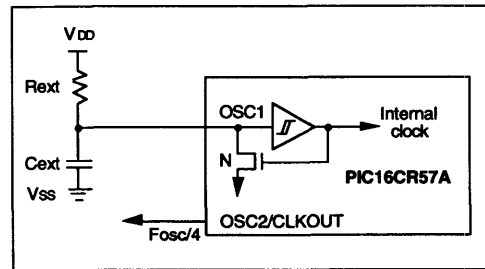 VDD
Rext
OSC1
Internal
clock
N
Cext
PIC16CR57A
VSS
OSC2/CLKOUT
Fosc/4